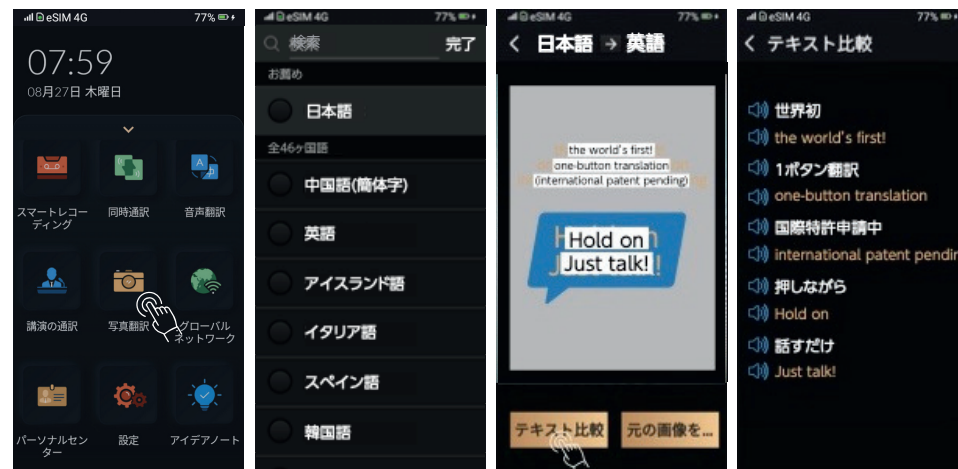 eSIM 4G 77%
07:59
08月27日 木曜日
スマートレコー
ディング
同時通訳
音声翻訳
講演の通訳
写真翻訳
グローバル
ネットワーク
パーソナルセン
ター
設定
アイデアノート
eSIM 4G 77%
検索 完了
お薦め
日本語
全46ヶ国語
中国語(簡体字)
英語
アイスランド語
イタリア語
スペイン語
韓国語
eSIM 4G 77%
日本語 → 英語
the world's first!
one-button translation
(international patent pending)
Hold on
Just talk!
テキスト比較 元の画像を...
eSIM 4G 77%
テキスト比較
世界初
the world's first!
1ボタン翻訳
one-button translation
国際特許申請中
international patent pendin
押しながら
Hold on
話すだけ
Just talk!